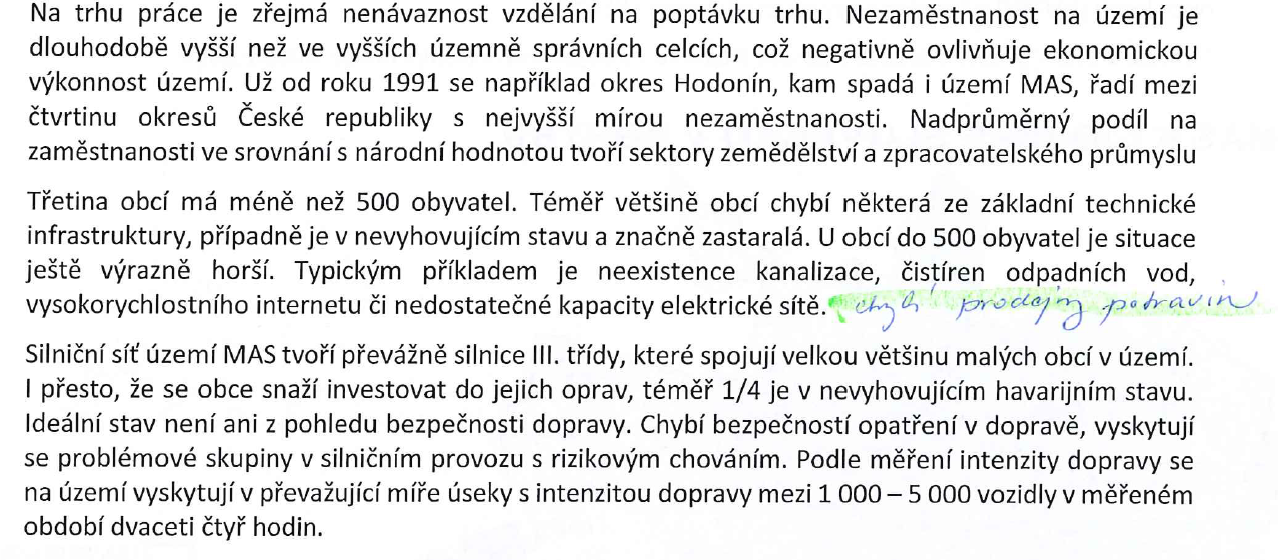 Na trhu práce je zřejmá nenávaznost vzdělání na poptávku trhu. Nezaměstnanost na území je
dlouhodobě vyšší než ve vyšších územně správních celcích, což negativně ovlivňuje ekonomickou
výkonnost území. Už od roku 1991 se například okres Hodonín, kam spadá i území MAS, řadí mezi
čtvrtinu okresů České republiky s nejvyšší mírou nezaměstnanosti. Nadprůměrný podíl na
zaměstnanosti ve srovnání s národní hodnotou tvoří sektory zemědělství a zpracovatelského průmyslu
Třetina obcí má méně než 500 obyvatel. Téměř většině obcí chybí některá ze základní technické
infrastruktury, případně je v nevyhovujícím stavu a značně zastaralá. U obcí do 500 obyvatel je situace
ještě výrazně horší. Typickým příkladem je neexistence kanalizace, čistíren odpadních vod,
vysokorychlostního internetu či nedostatečné kapacity elektrické sítě. chybí prodejny potravin
Silniční síť území MAS tvoří převážně silnice III. třídy, které spojují velkou většinu malých obcí v území.
I přesto, že se obce snaží investovat do jejich oprav, téměř 1/4 je v nevyhovujícím havarijním stavu.
Ideální stav není ani z pohledu bezpečnosti dopravy. Chybí bezpečností opatření v dopravě, vyskytují
se problémové skupiny v silničním provozu s rizikovým chováním. Podle měření intenzity dopravy se
na území vyskytují v převažující míře úseky s intenzitou dopravy mezi 1 000 – 5 000 vozidly v měřeném
období dvaceti čtyř hodin.